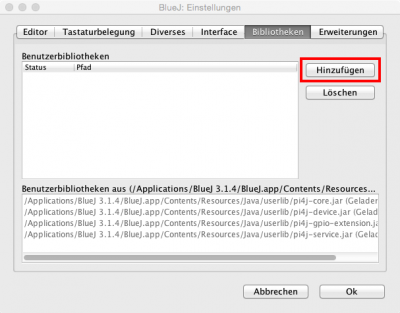 BlueJ: Einstellungen
Editor Tastaturbelegung Diverses Interface Bibliotheken Erweiterungen
Benutzerbibliotheken
Status Pfad
Hinzufügen
Löschen
Benutzerbibliotheken aus (/Applications/BlueJ 3.1.4/BlueJ.app/Contents/Resources...
/Applications/BlueJ 3.1.4/BlueJ.app/Contents/Resources/Java/userlib/pi4j-core.jar (Geladen
/Applications/BlueJ 3.1.4/BlueJ.app/Contents/Resources/Java/userlib/pi4j-device.jar (Gelad
/Applications/BlueJ 3.1.4/BlueJ.app/Contents/Resources/Java/userlib/pi4j-gpio-extension.ja
/Applications/BlueJ 3.1.4/BlueJ.app/Contents/Resources/Java/userlib/pi4j-service.jar (Gelad
Abbrechen Ok